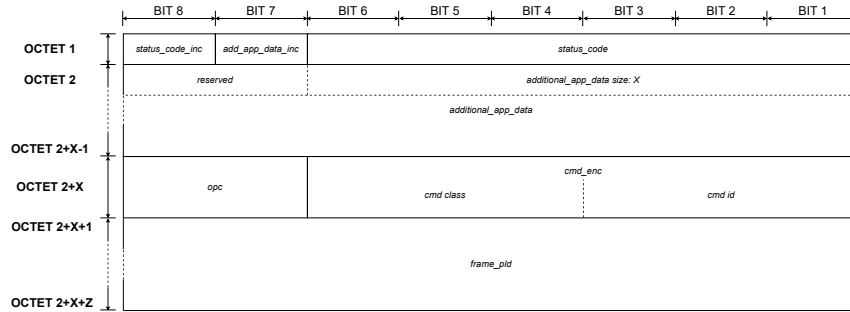 BIT 8 BIT 7 BIT 6 BIT 5 BIT 4 BIT 3 BIT 2 BIT 1
OCTET 1 status_code_inc add_app_data_inc status_code
OCTET 2 reserved additional_app_data size: X
additional_app_data
OCTET 2+X-1
cmd_enc
OCTET 2+X opc cmd class cmd id
OCTET 2+X+1
frame_pld
OCTET 2+X+Z